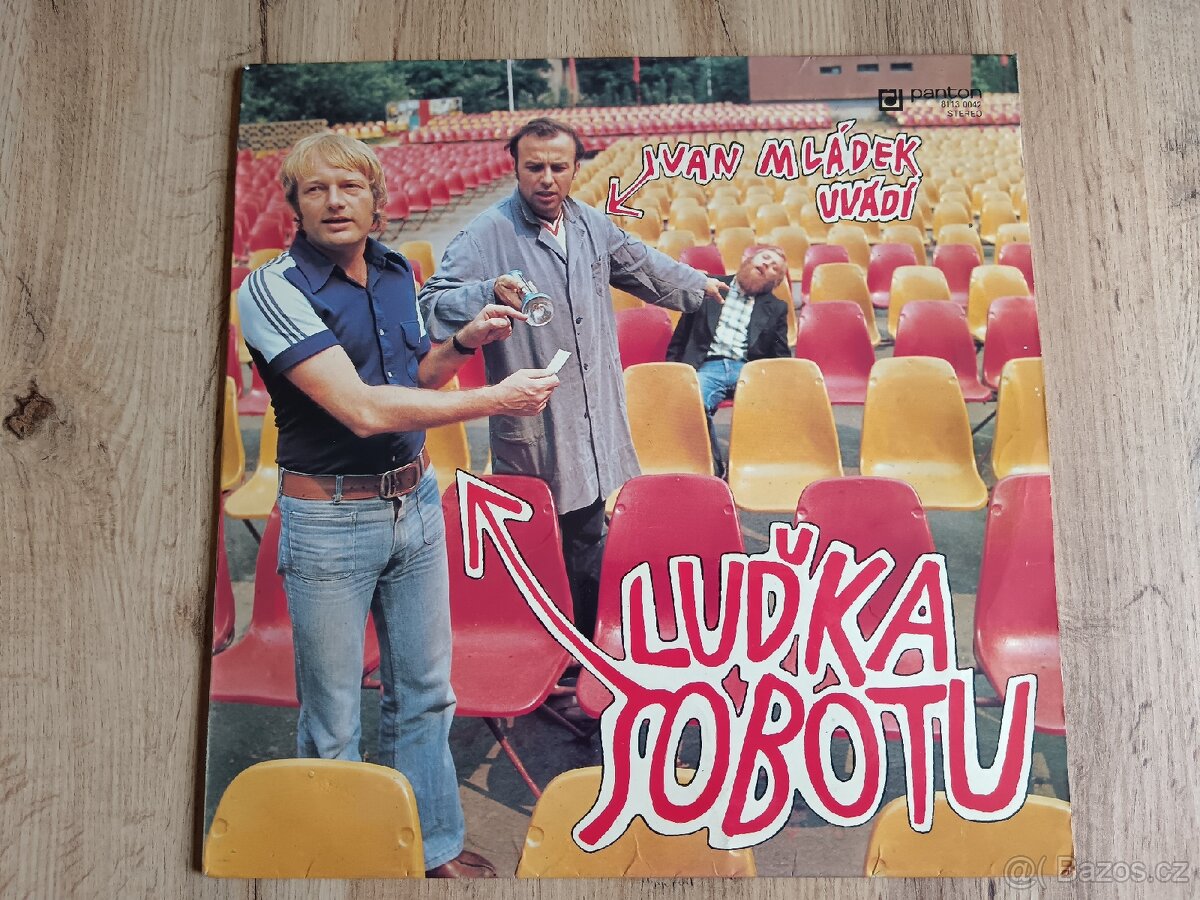 panton
8113 0042
STEREO
IVAN MLÁDEK
UVÁDÍ
LUĎKA
SOBOTU
@( Bazos.cz